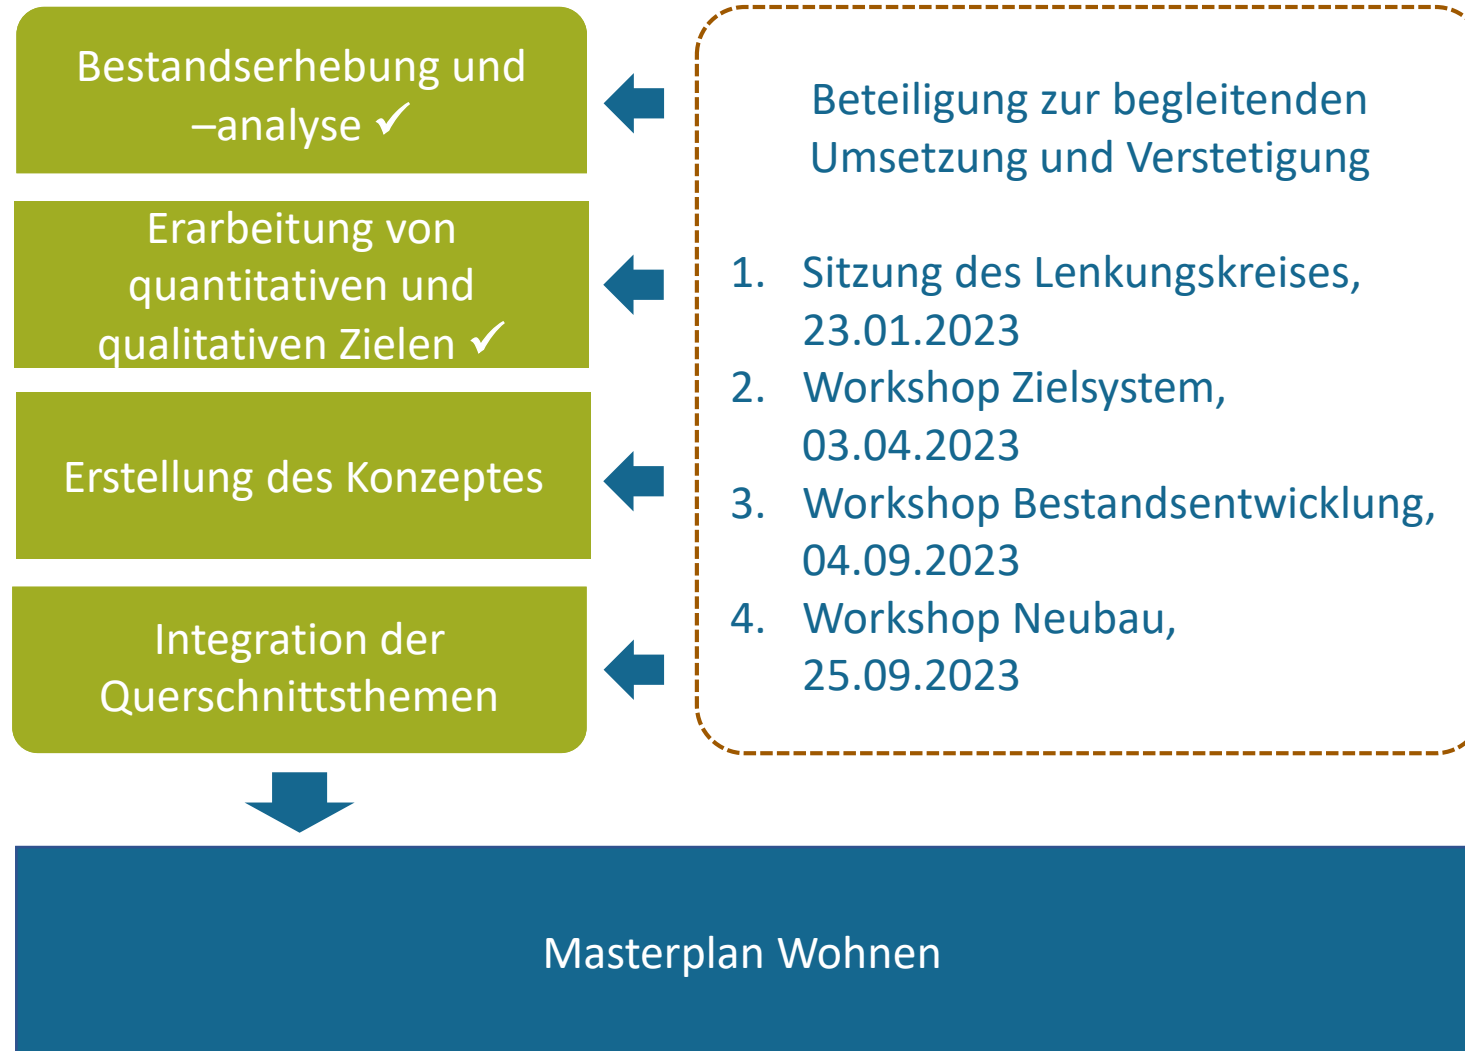 Bestandserhebung und
–analyse ✓
Erarbeitung von
quantitativen und
qualitativen Zielen ✓
Erstellung des Konzeptes
Integration der
Querschnittsthemen
Beteiligung zur begleitenden
Umsetzung und Verstetigung
1. Sitzung des Lenkungskreises,
23.01.2023
2. Workshop Zielsystem,
03.04.2023
3. Workshop Bestandsentwicklung,
04.09.2023
4. Workshop Neubau,
25.09.2023
Masterplan Wohnen